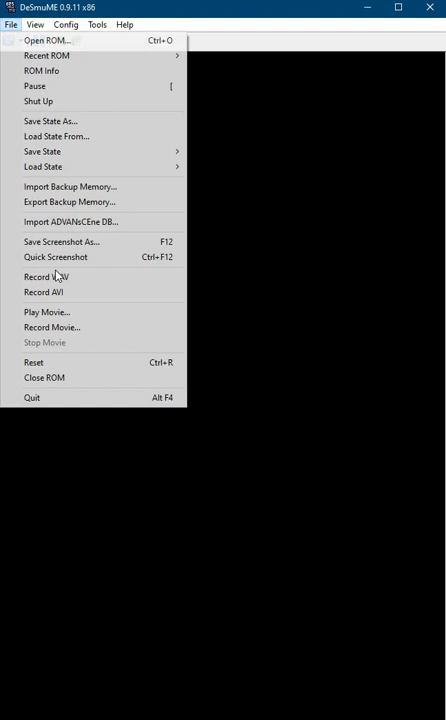 DeSmuME 0.9.11 x86
File View Config Tools Help
Open ROM... Ctrl+O
Recent ROM
ROM Info
Pause [
Shut Up
Save State As...
Load State From...
Save State
Load State
Import Backup Memory...
Export Backup Memory...
Import ADVANsCEne DB...
Save Screenshot As... F12
Quick Screenshot Ctrl+F12
Record WAV
Record AVI
Play Movie...
Record Movie...
Stop Movie
Reset Ctrl+R
Close ROM
Quit Alt F4